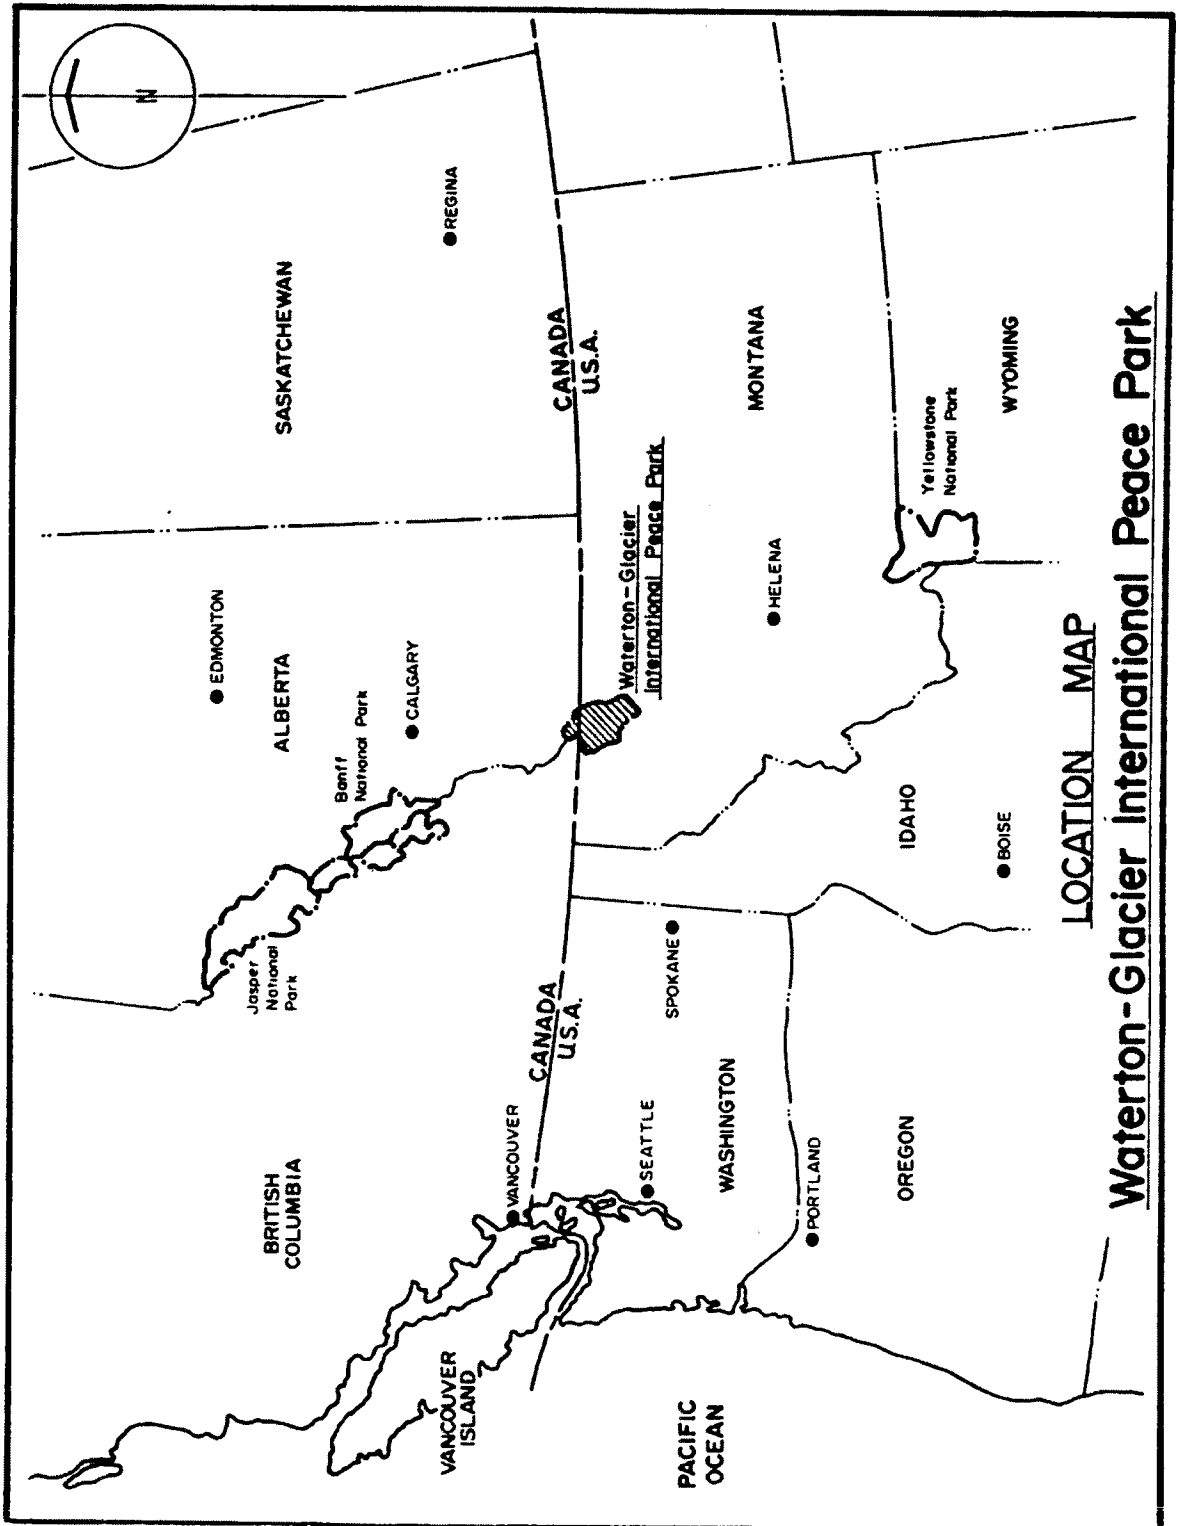 N
SASKATCHEWAN
REGINA
EDMONTON
ALBERTA
CALGARY
Banff
National Park
Jasper
National
Park
BRITISH
COLUMBIA
VANCOUVER
VANCOUVER
ISLAND
CANADA
U.S.A.
CANADA
U.S.A.
Waterton-Glacier
International Peace Park
PACIFIC
OCEAN
SEATTLE
SPOKANE
WASHINGTON
PORTLAND
OREGON
IDAHO
BOISE
HELENA
MONTANA
Yellowstone
National Park
WYOMING
LOCATION MAP
Waterton-Glacier International Peace Park